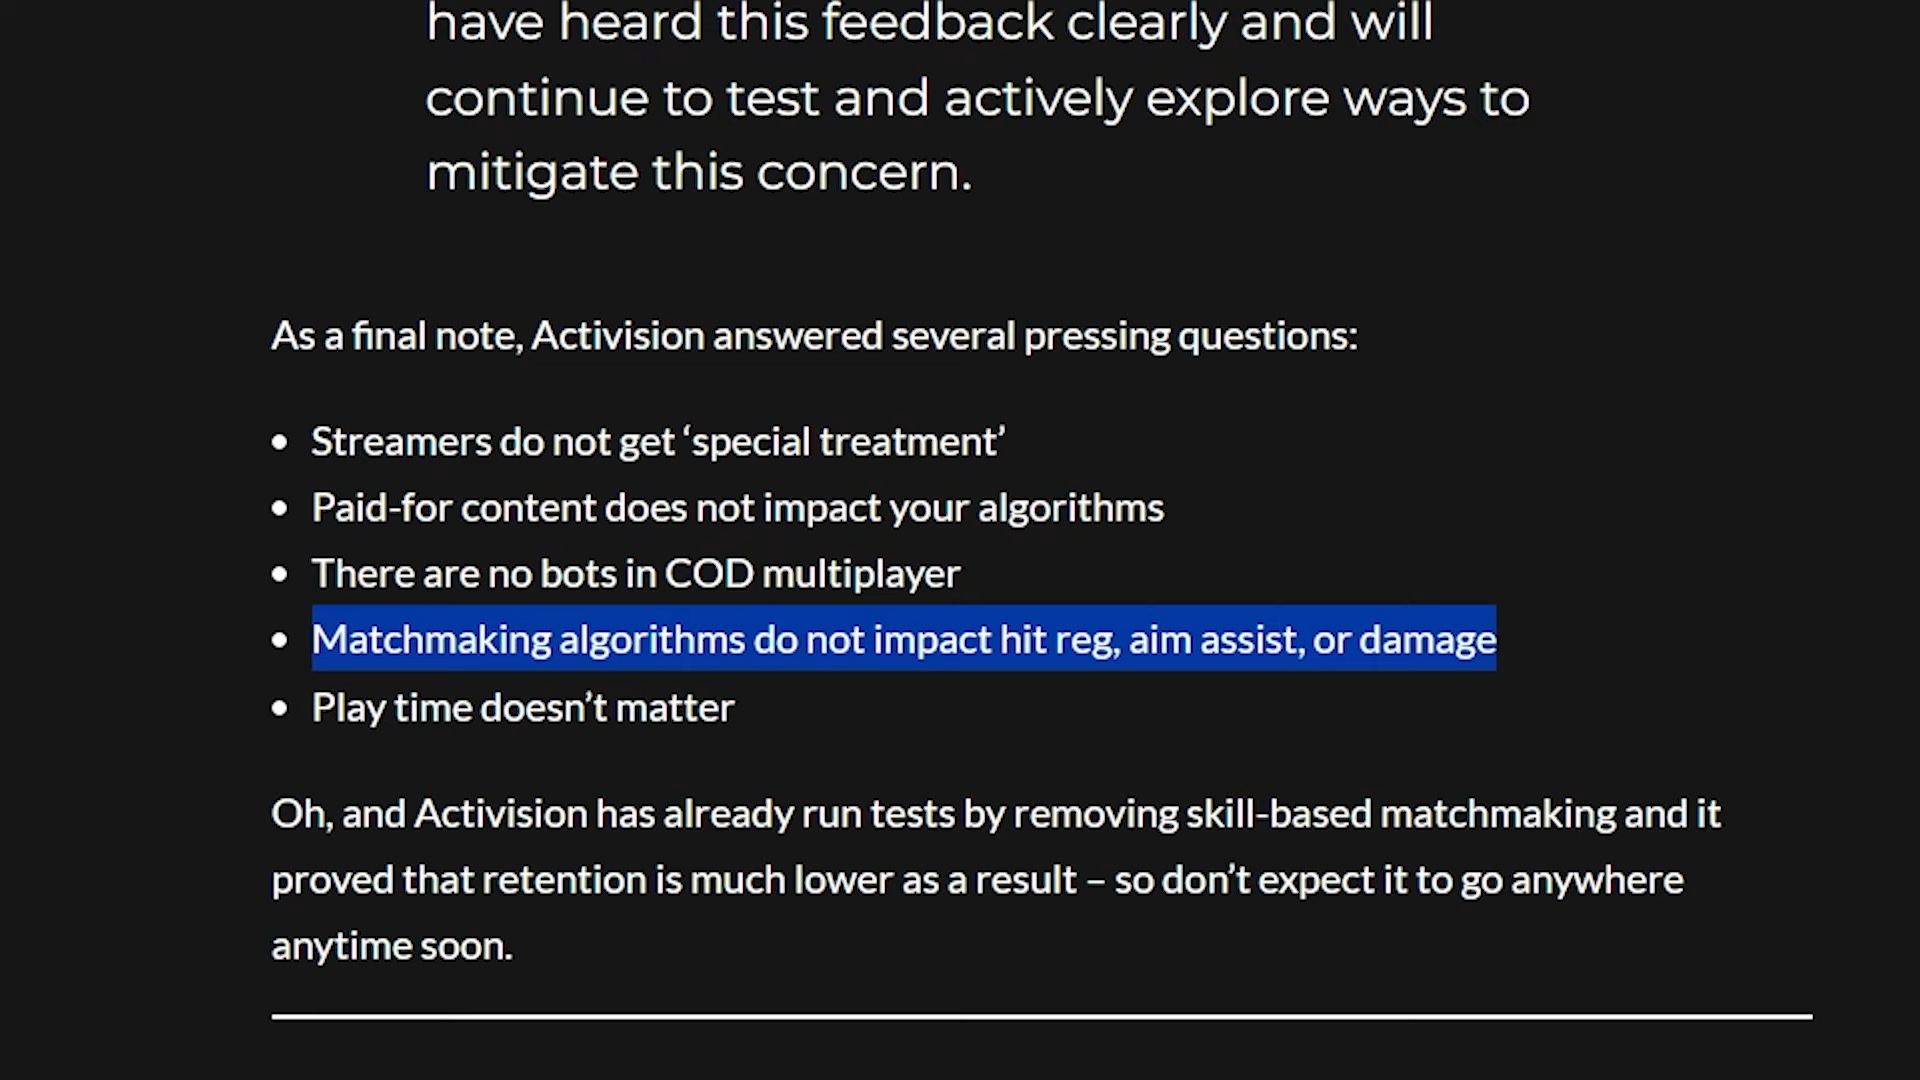 have heard this feedback clearly and will
continue to test and actively explore ways to
mitigate this concern.
As a final note, Activision answered several pressing questions:
• Streamers do not get ‘special treatment’
• Paid-for content does not impact your algorithms
• There are no bots in COD multiplayer
• Matchmaking algorithms do not impact hit reg, aim assist, or damage
• Play time doesn’t matter
Oh, and Activision has already run tests by removing skill-based matchmaking and it
proved that retention is much lower as a result – so don’t expect it to go anywhere
anytime soon.